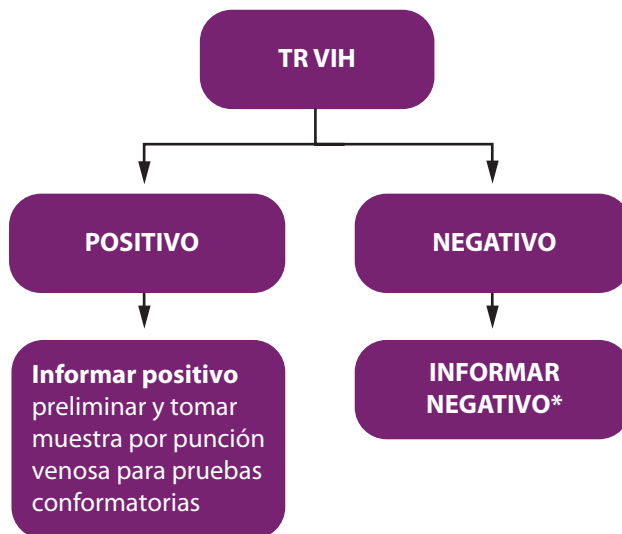 TR VIH
POSITIVO
NEGATIVO
Informar positivo
preliminar y tomar
muestra por punción
venosa para pruebas
conformatorias
INFORMAR
NEGATIVO*